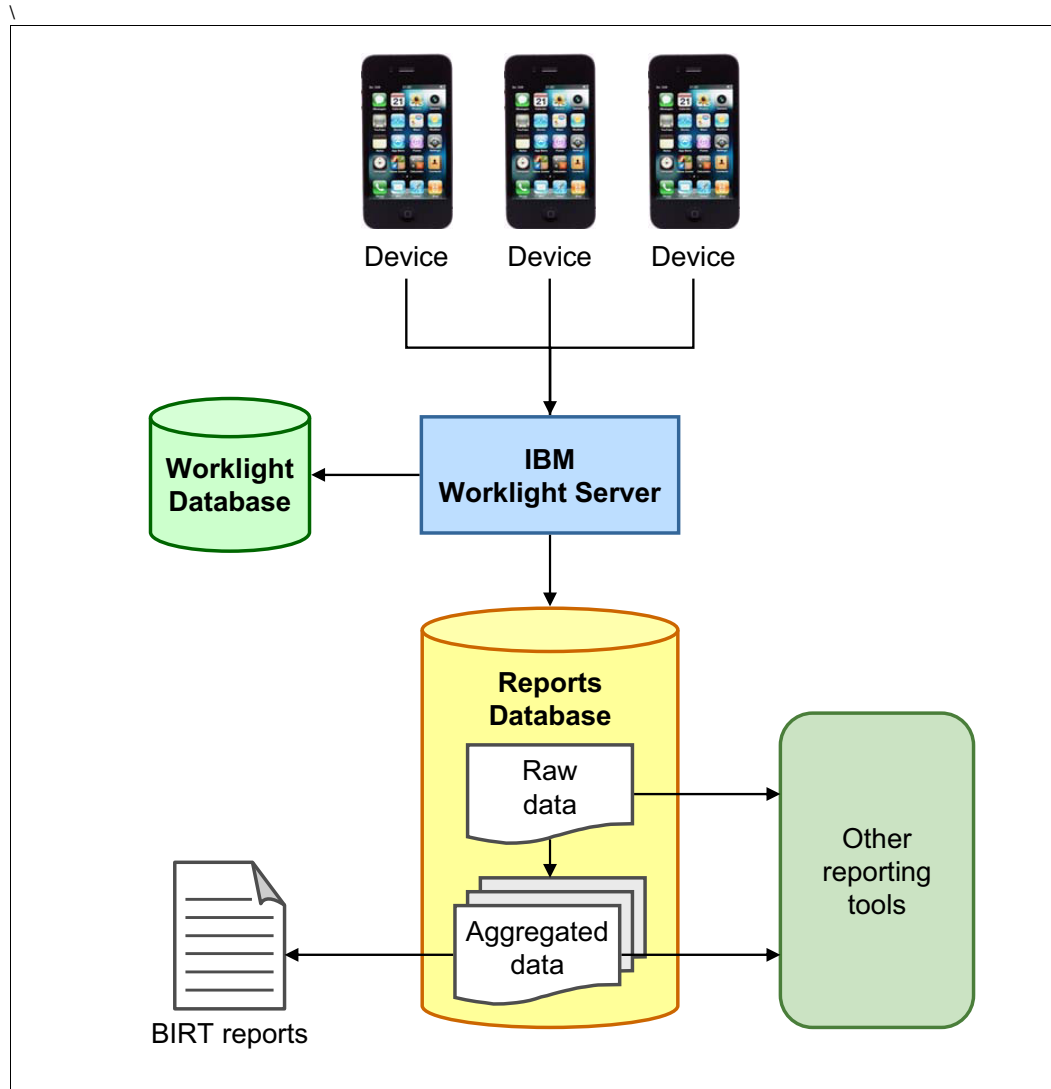 \
Device
Device
Device
IBM
Worklight Server
Worklight
Database
Reports
Database
Raw
data
Aggregated
data
Other
reporting
tools
BIRT reports